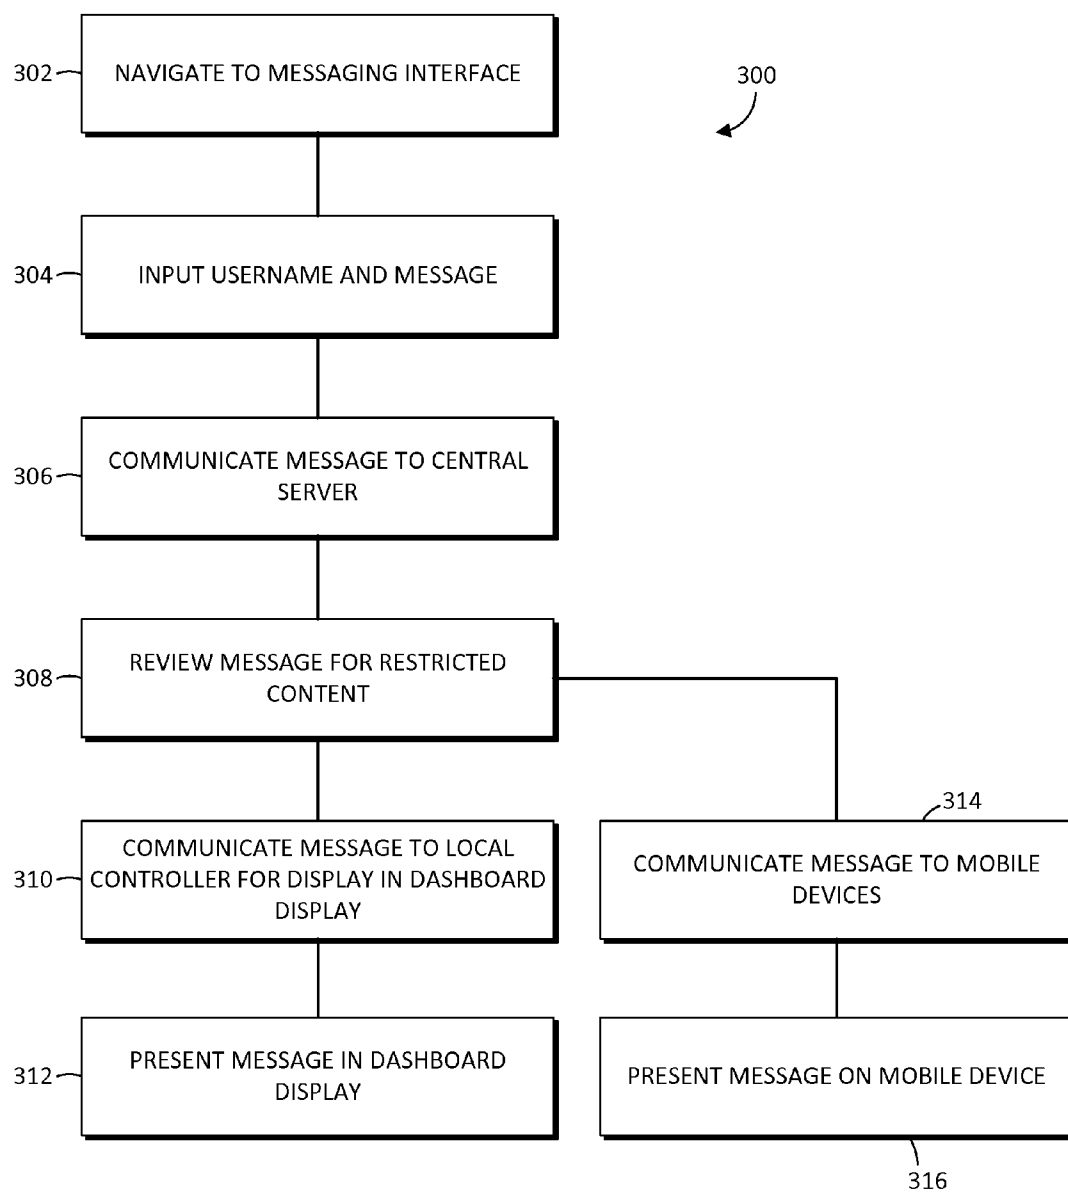 302
NAVIGATE TO MESSAGING INTERFACE
300
304
INPUT USERNAME AND MESSAGE
306
COMMUNICATE MESSAGE TO CENTRAL
SERVER
308
REVIEW MESSAGE FOR RESTRICTED
CONTENT
310
COMMUNICATE MESSAGE TO LOCAL
CONTROLLER FOR DISPLAY IN DASHBOARD
DISPLAY
314
COMMUNICATE MESSAGE TO MOBILE
DEVICES
312
PRESENT MESSAGE IN DASHBOARD
DISPLAY
PRESENT MESSAGE ON MOBILE DEVICE
316